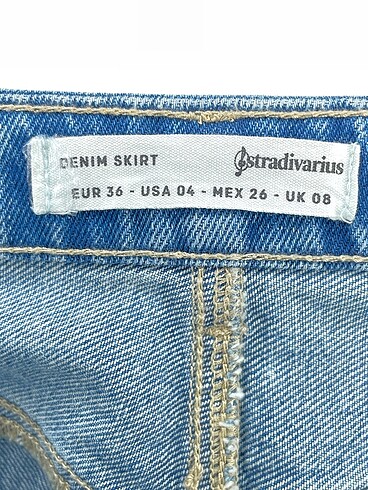 DENIM SKIRT stradivarius
EUR 36 - USA 04 - MEX 26 - UK 08